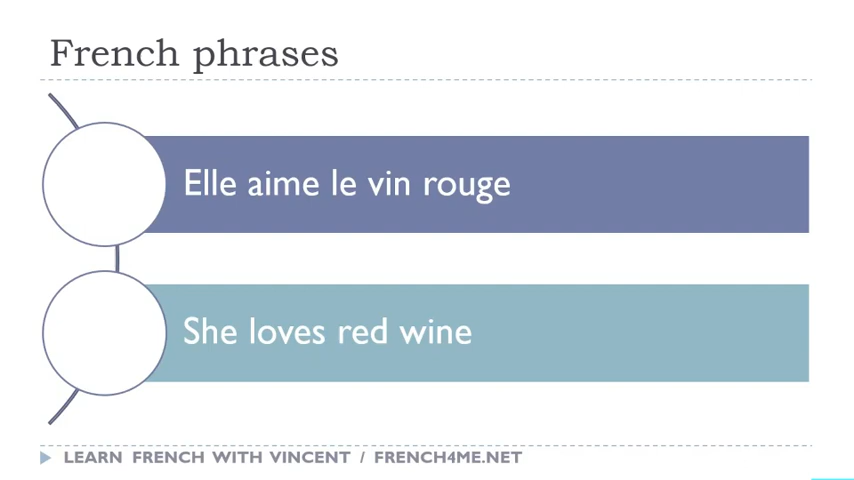 French phrases
Elle aime le vin rouge
She loves red wine
LEARN FRENCH WITH VINCENT / FRENCH4ME.NET